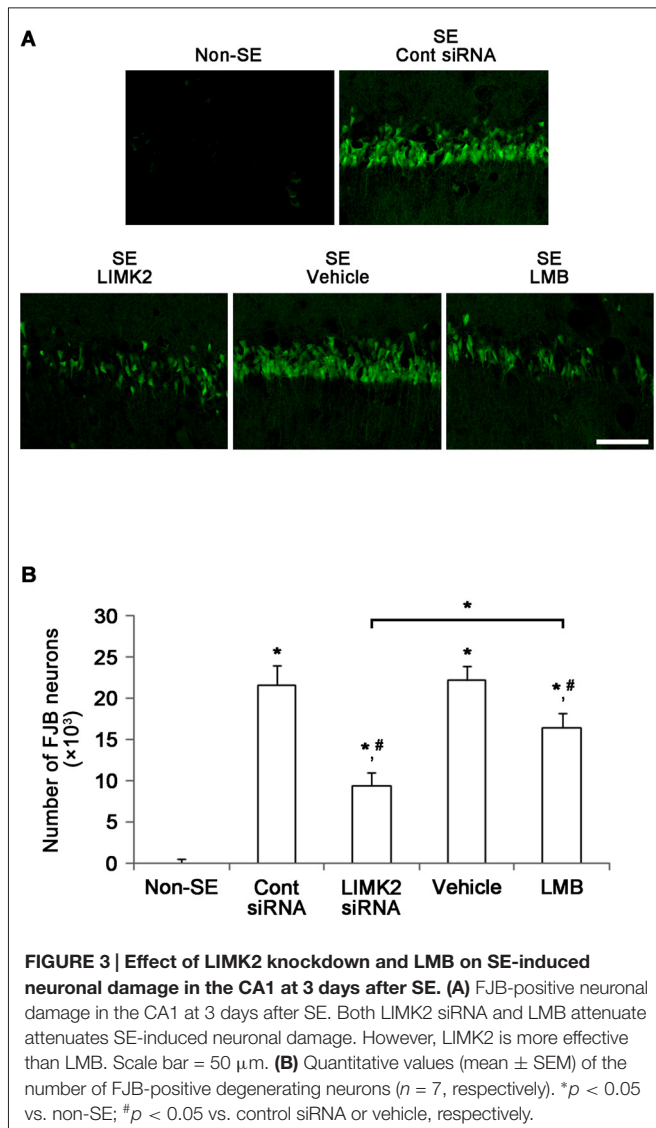 A
Non-SE
SE
Cont siRNA
SE
LIMK2
SE
Vehicle
SE
LMB
B
Number of FJB neurons
(×10³)
30
25
20
15
10
5
0
*
*,#
*
*
*,#
Non-SE
Cont
siRNA
LIMK2
siRNA
Vehicle
LMB
FIGURE 3 | Effect of LIMK2 knockdown and LMB on SE-induced
neuronal damage in the CA1 at 3 days after SE. (A) FJB-positive neuronal
damage in the CA1 at 3 days after SE. Both LIMK2 siRNA and LMB attenuate
attenuates SE-induced neuronal damage. However, LIMK2 is more effective
than LMB. Scale bar = 50 μm. (B) Quantitative values (mean ± SEM) of the
number of FJB-positive degenerating neurons (n = 7, respectively). *p < 0.05
vs. non-SE; #p < 0.05 vs. control siRNA or vehicle, respectively.